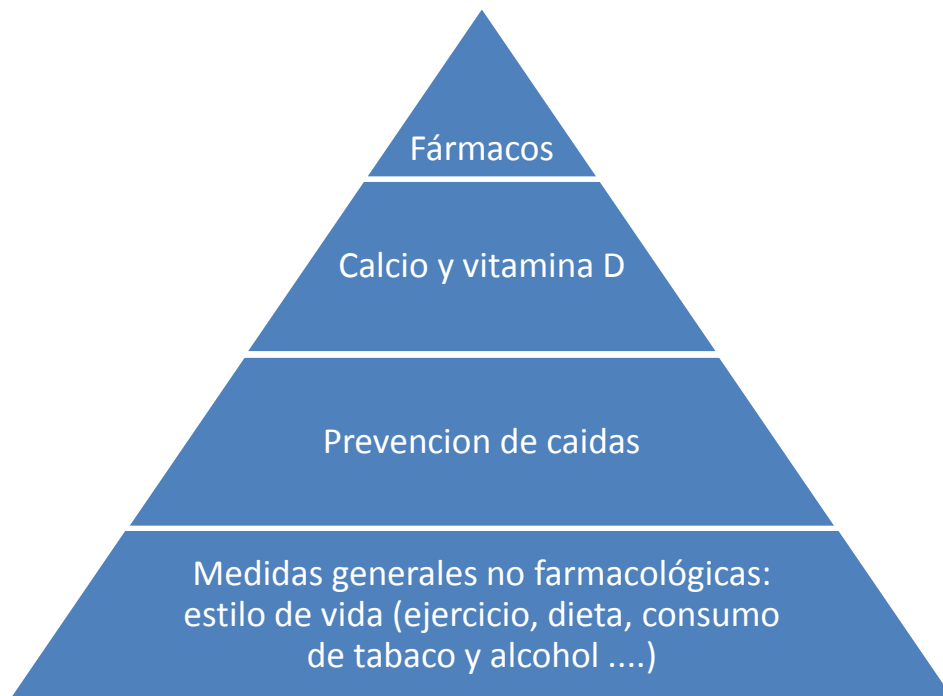 Fármacos
Calcio y vitamina D
Prevencion de caidas
Medidas generales no farmacológicas:
estilo de vida (ejercicio, dieta, consumo
de tabaco y alcohol ....)